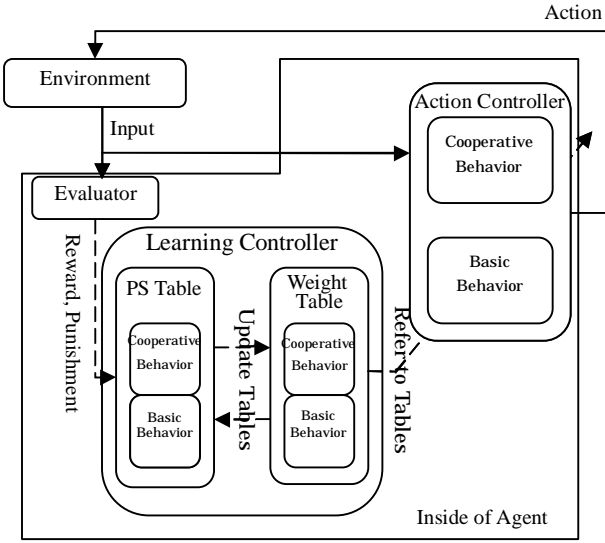 Action
Environment
Input
Action Controller
Cooperative
Behavior
Evaluator
Basic
Behavior
Reward, Punishment
Learning Controller
PS Table
Cooperative
Behavior
Basic
Behavior
Update Tables
Weight
Table
Cooperative
Behavior
Basic
Behavior
Refer to Tables
Inside of Agent